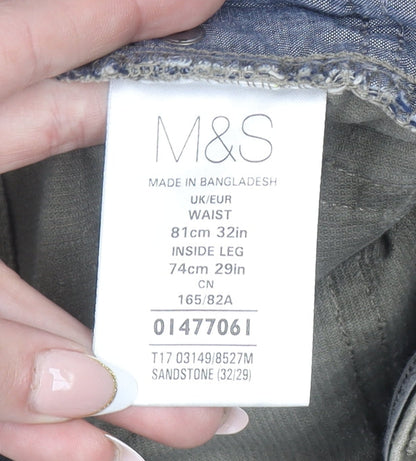 M&S
MADE IN BANGLADESH
UK/EUR
WAIST
81cm 32in
INSIDE LEG
74cm 29in
CN
165/82A
01477061
T17 03149/8527M
SANDSTONE (32/29)